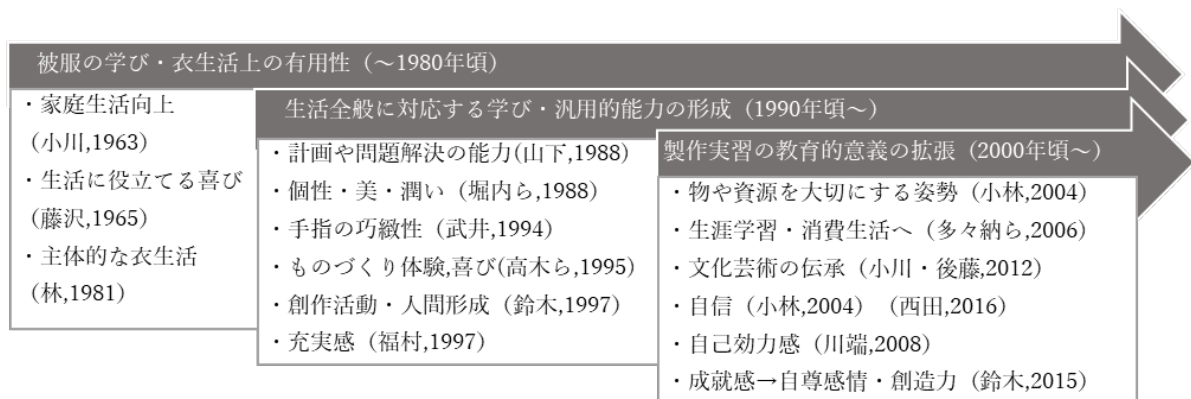 被服の学び・衣生活上の有用性（～1980年頃）
・家庭生活向上
(小川,1963)
・生活に役立てる喜び
(藤沢,1965)
・主体的な衣生活
(林,1981)
生活全般に対応する学び・汎用的能力の形成（1990年頃～）
・計画や問題解決の能力(山下,1988)
・個性・美・潤い（堀内ら,1988）
・手指の巧緻性（武井,1994）
・ものづくり体験,喜び(高木ら,1995)
・創作活動・人間形成（鈴木,1997）
・充実感（福村,1997）
製作実習の教育的意義の拡張（2000年頃～）
・物や資源を大切にする姿勢（小林,2004）
・生涯学習・消費生活へ（多々納ら,2006）
・文化芸術の伝承（小川・後藤,2012）
・自信（小林,2004）（西田,2016）
・自己効力感（川端,2008）
・成就感→自尊感情・創造力（鈴木,2015）